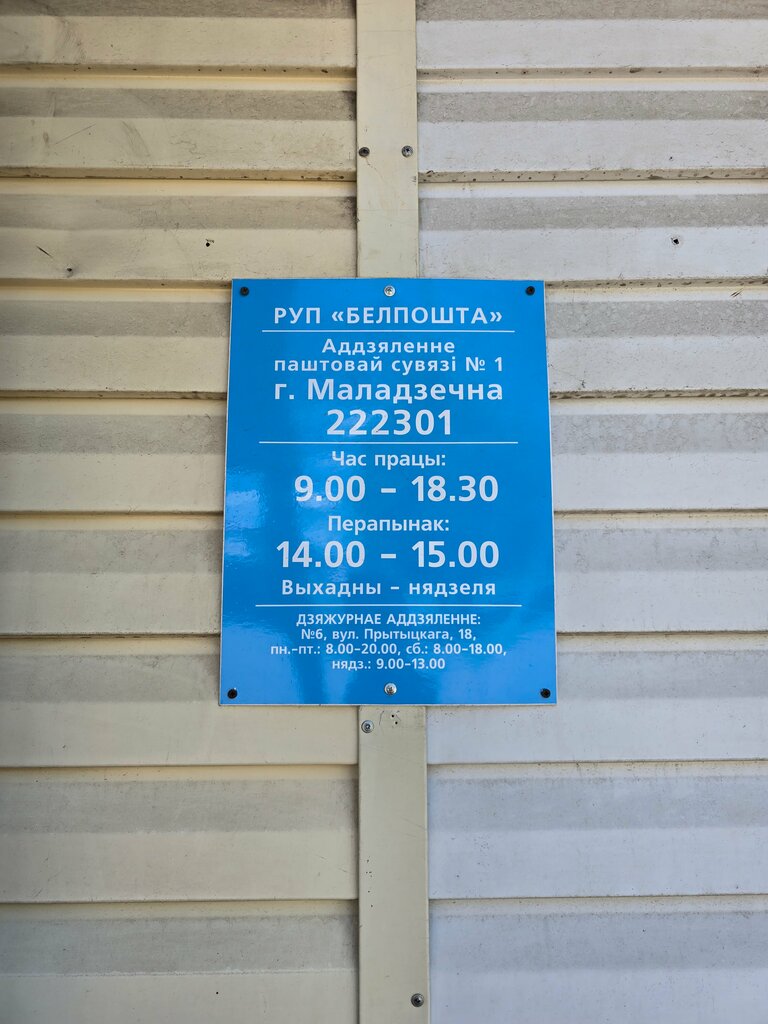 РУП «БЕЛПОШТА»
Аддзяленне
паштовай сувязі № 1
г. Маладзечна
222301
Час працы:
9.00 – 18.30
Перапынак:
14.00 – 15.00
Выхадны – нядзеля
ДЗЯЖУРНАЕ АДДЗЯЛЕННЕ:
№6, вул. Прытыцкага, 18,
пн.-пт.: 8.00-20.00, сб.: 8.00-18.00,
нядз.: 9.00-13.00